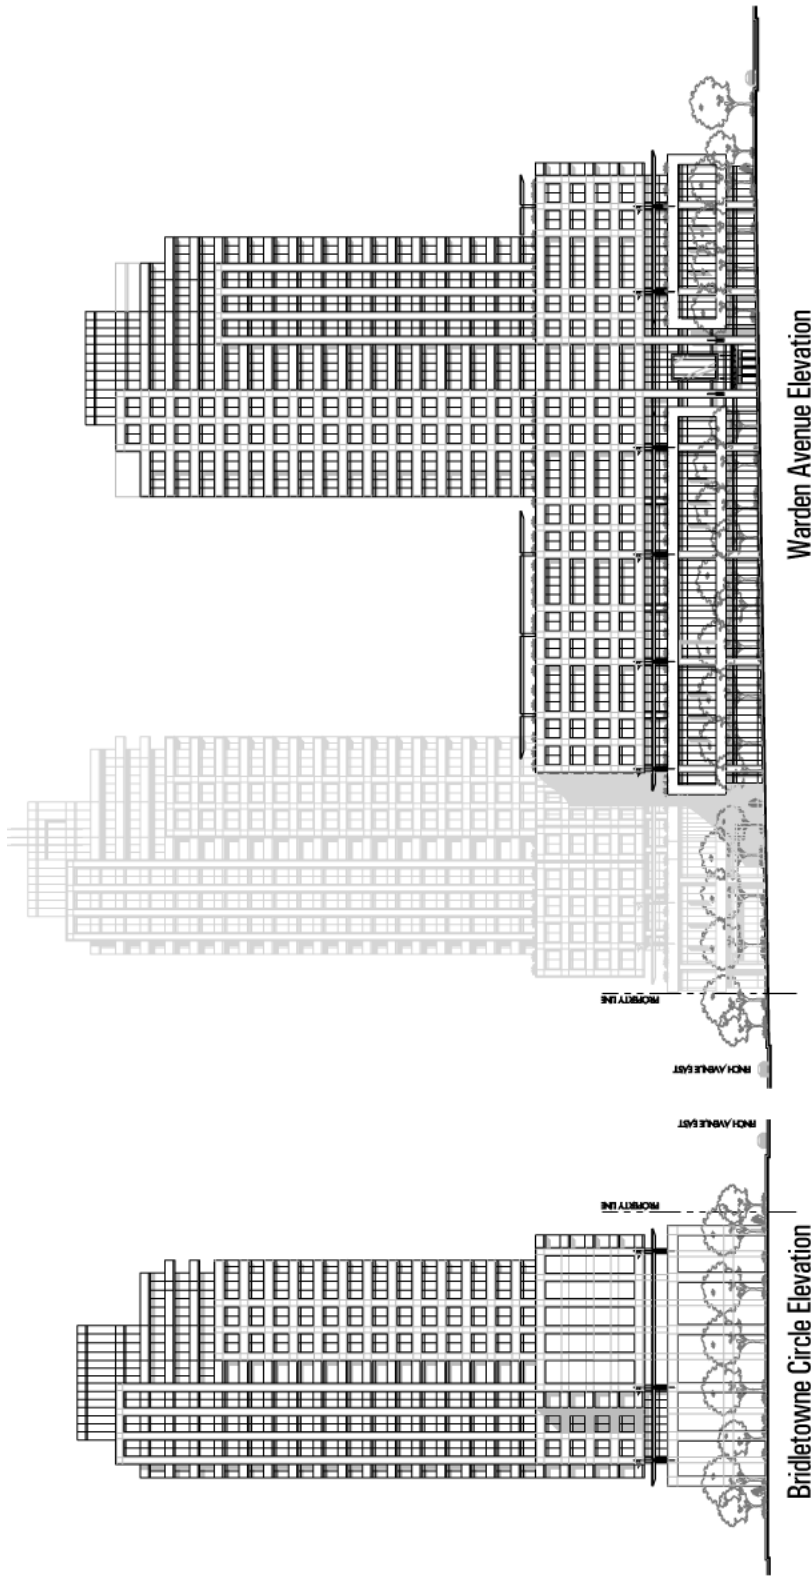 Warden Avenue Elevation
PROPERTY LINE
FINCH AVENUE EAST
FINCH AVENUE EAST
PROPERTY LINE
Bridletowne Circle Elevation